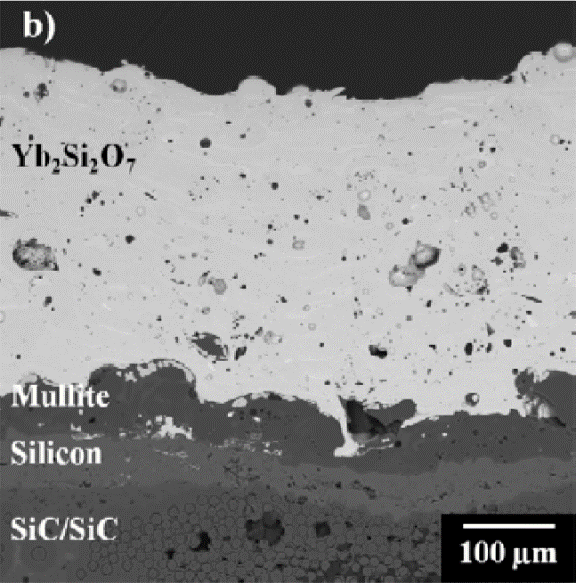 b)
Yb₂Si₂O₇
Mullite
Silicon
SiC/SiC
100 μm